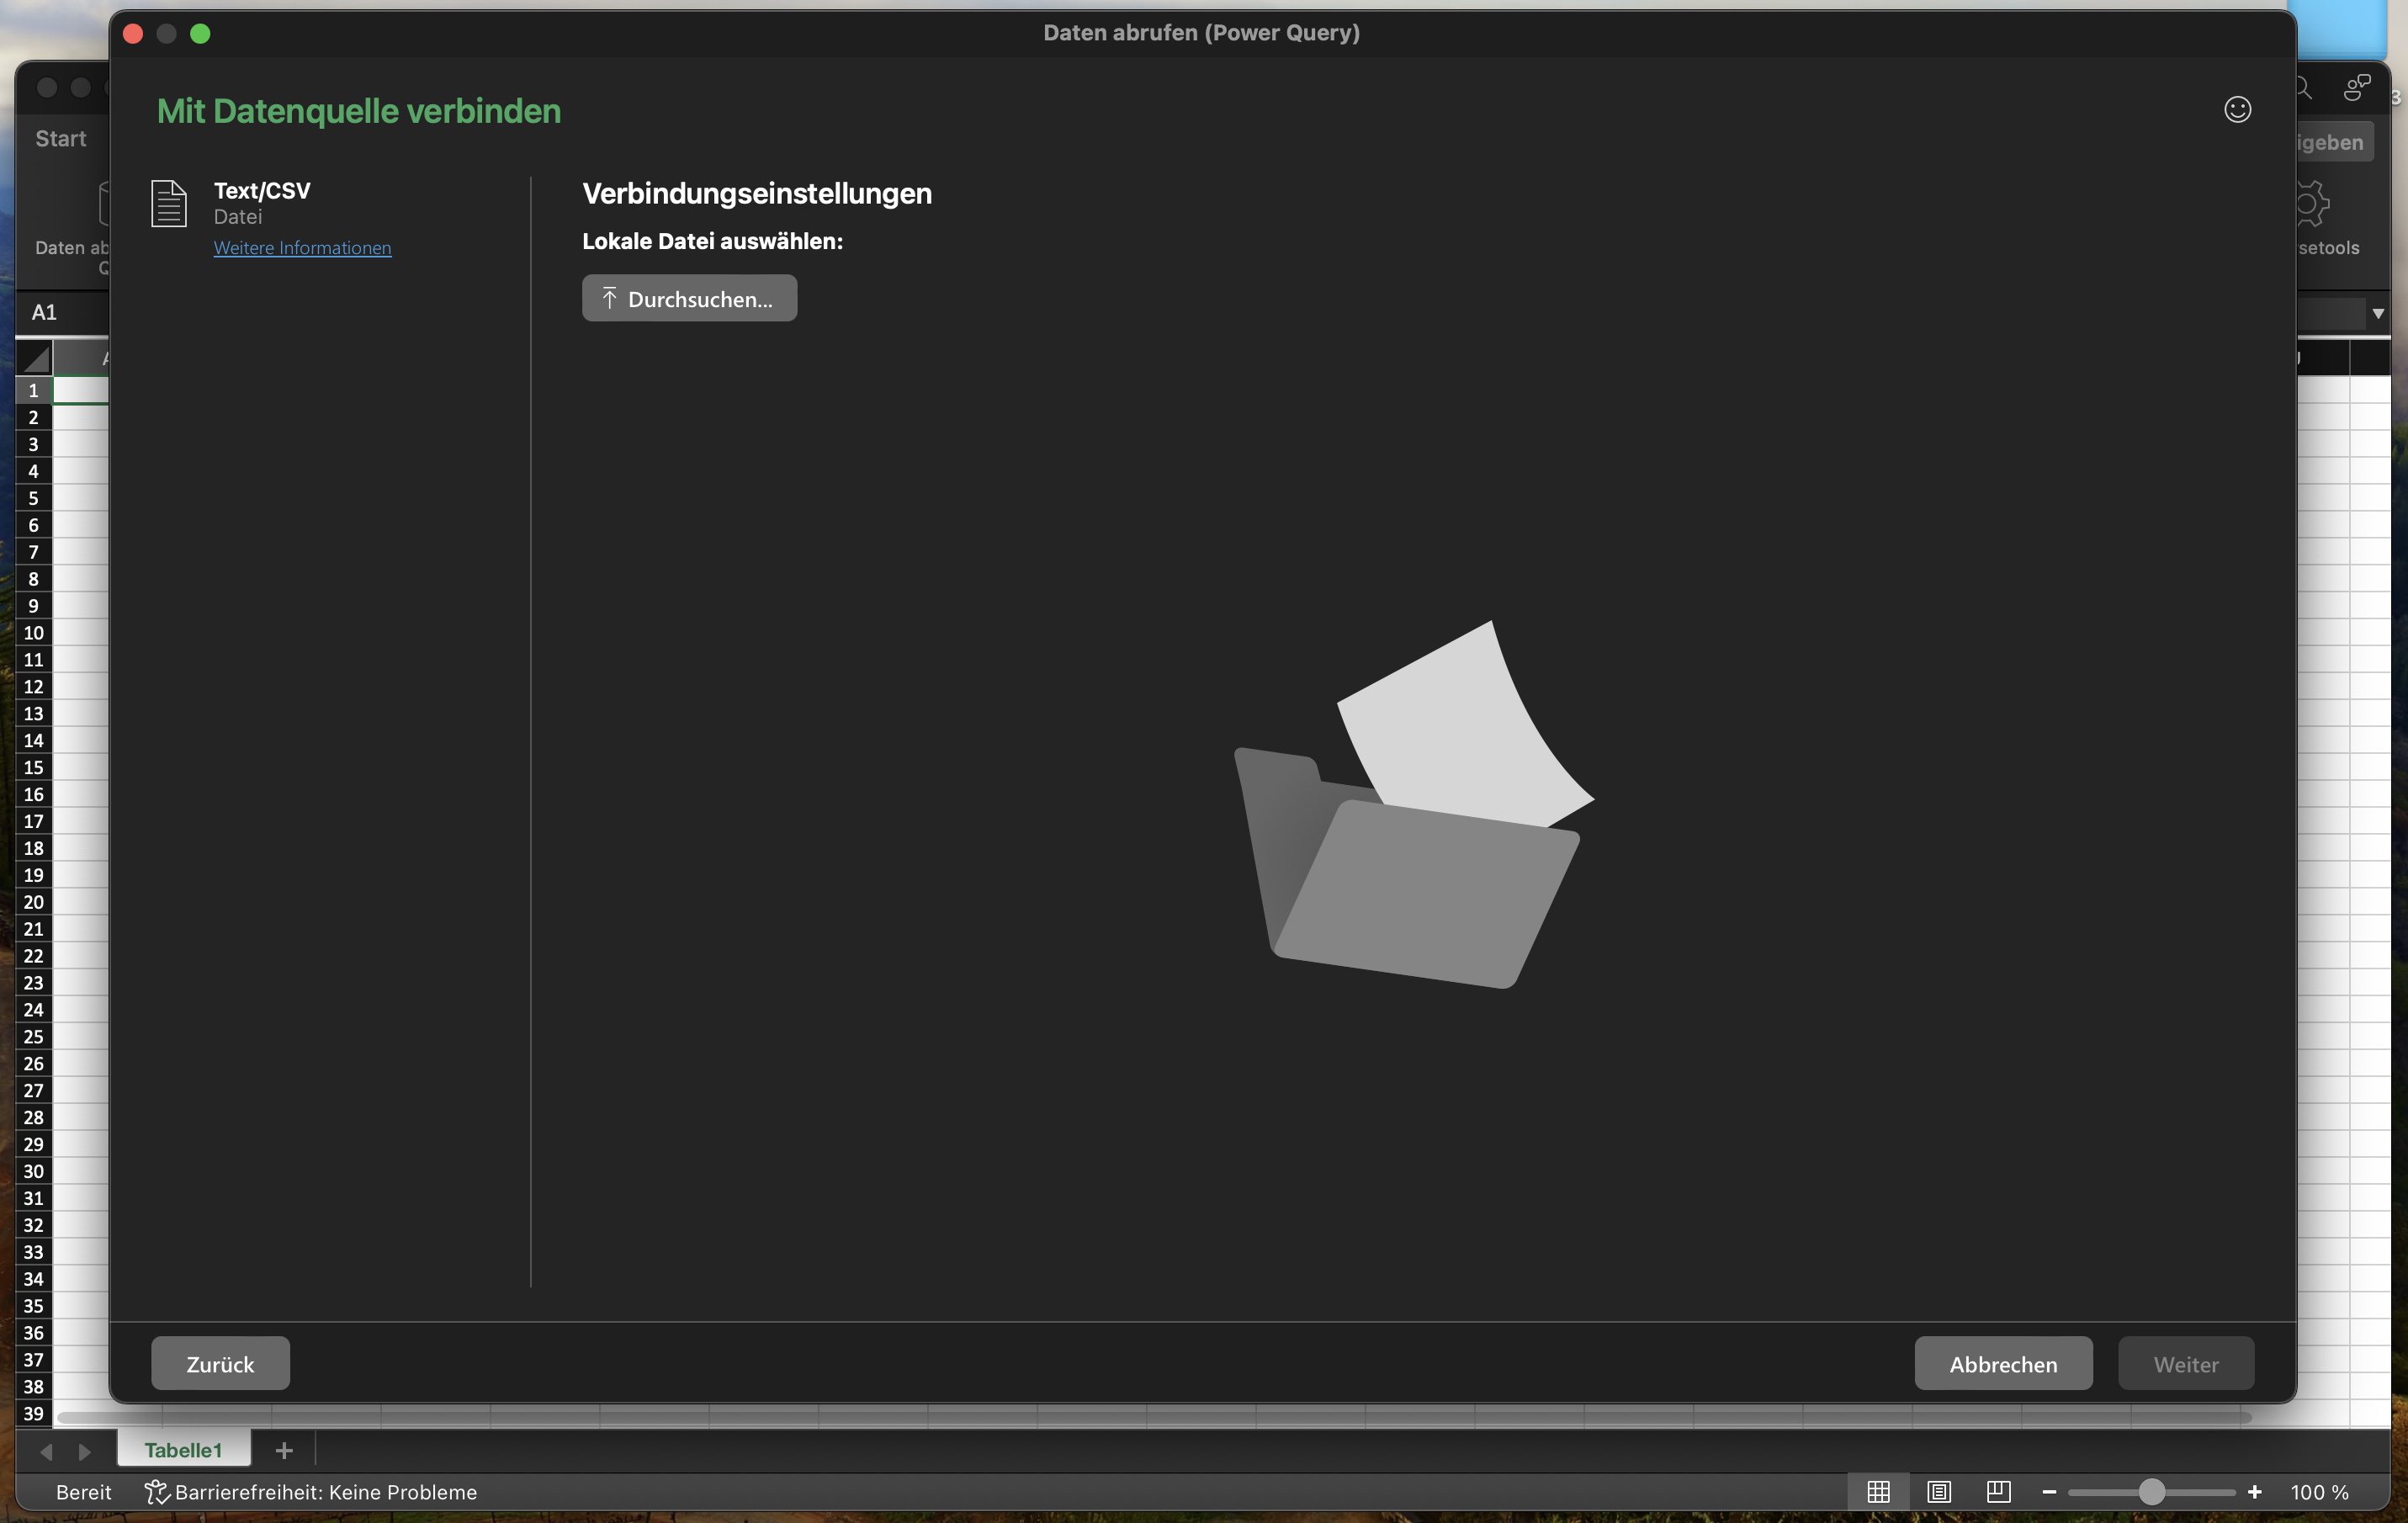 Daten abrufen (Power Query)
Mit Datenquelle verbinden
Start
Text/CSV
Datei
Weitere Informationen
Verbindungseinstellungen
Lokale Datei auswählen:
Durchsuchen...
Daten
A1
1
2
3
4
5
6
7
8
9
10
11
12
13
14
15
16
17
18
19
20
21
22
23
24
25
26
27
28
29
30
31
32
33
34
35
36
37
38
39
Zurück
Abbrechen
Weiter
Tabelle1
Bereit
Barrierefreiheit: Keine Probleme
100 %